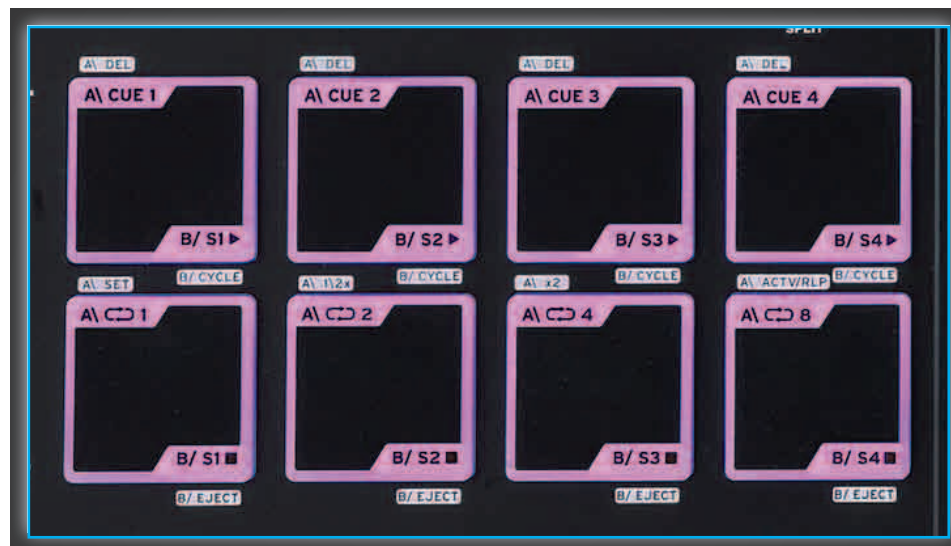 SPLIT
A\ DEL A\ DEL A\ DEL A\ DEL
A\ CUE 1 A\ CUE 2 A\ CUE 3 A\ CUE 4
B/ S1 B/ S2 B/ S3 B/ S4
B/ CYCLE B/ CYCLE B/ CYCLE B/ CYCLE
A\ SET A\ 1\2x A\ x2 A\ ACTV/RLP
A\ 1 A\ 2 A\ 4 A\ 8
B/ S1 B/ S2 B/ S3 B/ S4
B/ EJECT B/ EJECT B/ EJECT B/ EJECT